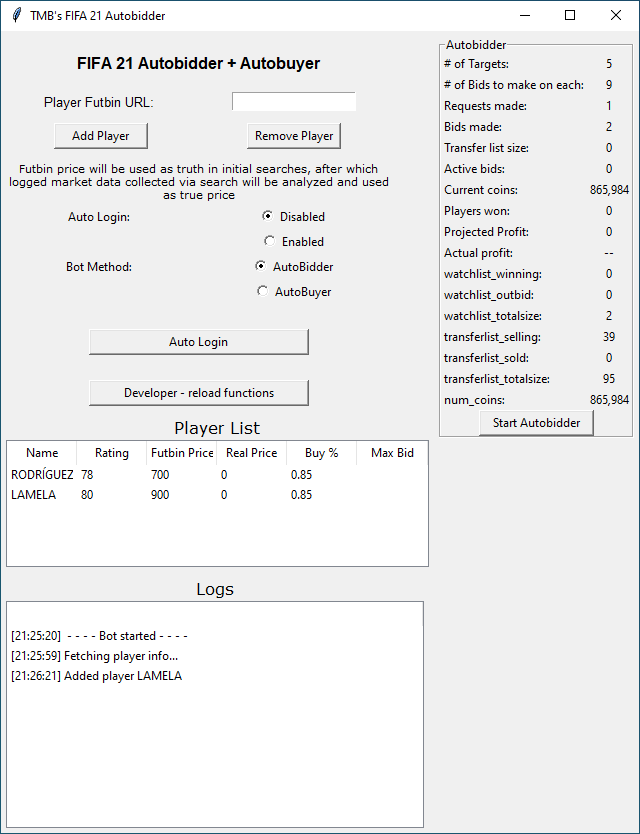 TMB's FIFA 21 Autobidder
FIFA 21 Autobidder + Autobuyer
Player Futbin URL:
Add Player Remove Player
Futbin price will be used as truth in initial searches, after which
logged market data collected via search will be analyzed and used
as true price
Auto Login: Disabled
Enabled
Bot Method: AutoBidder
AutoBuyer
Auto Login
Developer - reload functions
Player List
Name Rating Futbin Price Real Price Buy % Max Bid
RODRÍGUEZ 78 700 0 0.85
LAMELA 80 900 0 0.85
Logs
[21:25:20] - - - - Bot started - - - -
[21:25:59] Fetching player info...
[21:26:21] Added player LAMELA
Autobidder
# of Targets: 5
# of Bids to make on each: 9
Requests made: 1
Bids made: 2
Transfer list size: 0
Active bids: 0
Current coins: 865,984
Players won: 0
Projected Profit: 0
Actual profit: --
watchlist_winning: 0
watchlist_outbid: 0
watchlist_totalsize: 2
transferlist_selling: 39
transferlist_sold: 0
transferlist_totalsize: 95
num_coins: 865,984
Start Autobidder